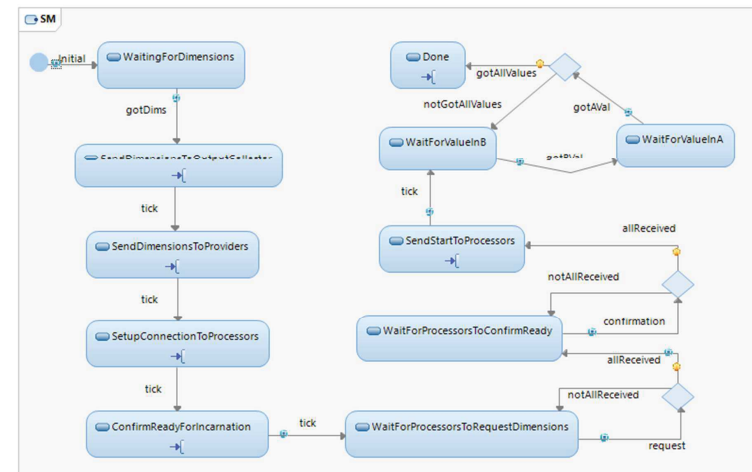 SM
Initial
WaitingForDimensions
gotDims
tick
SendDimensionsToProviders
tick
SetupConnectionToProcessors
tick
ConfirmReadyForIncarnation
tick
WaitForProcessorsToRequestDimensions
request
notAllReceived
allReceived
WaitForProcessorsToConfirmReady
confirmation
notAllReceived
allReceived
SendStartToProcessors
tick
WaitForValueInB
WaitForValueInA
gotAVal
notGotAllValues
gotAllValues
Done